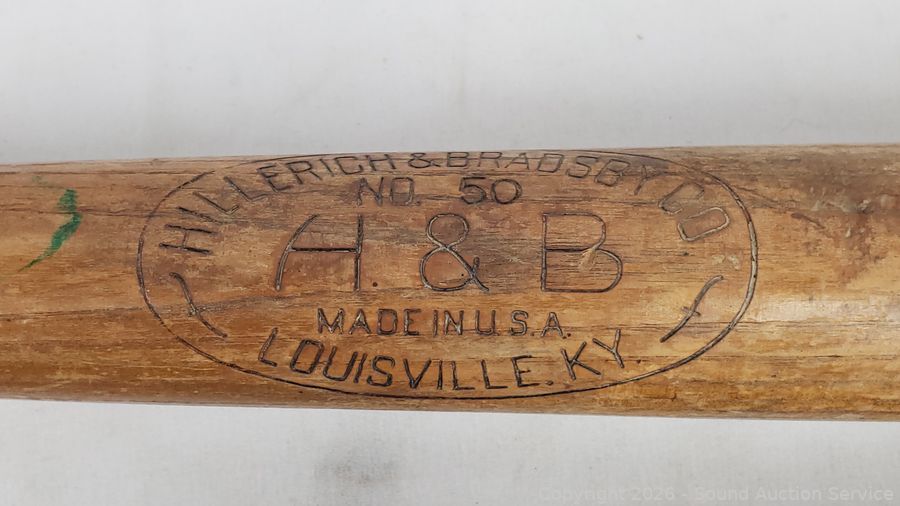 HILLERICH & BRADSBY CO
NO. 50
H. & B
MADE IN U.S.A.
LOUISVILLE. KY
Copyright 2026 - Sound Auction Service